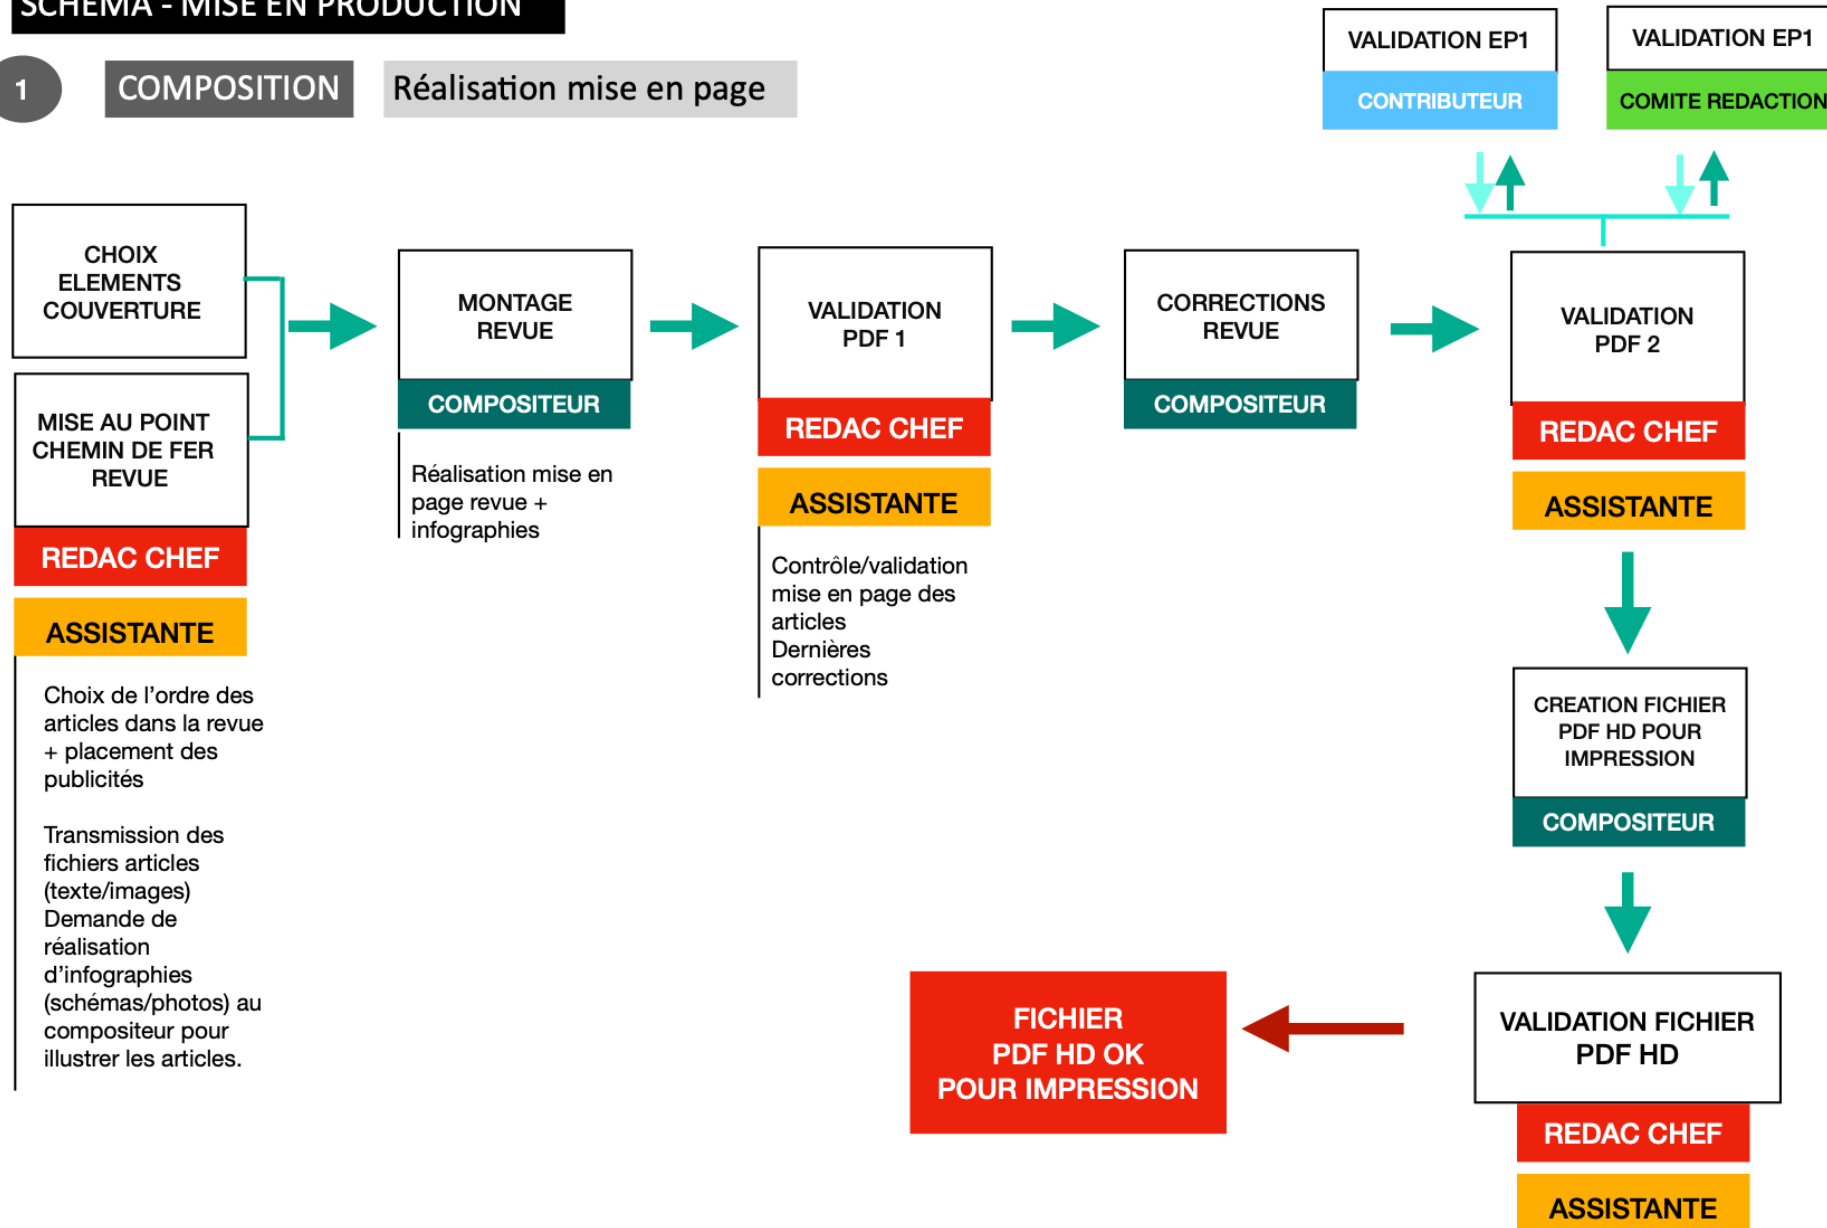 SCHEMA - MISE EN PRODUCTION
1
COMPOSITION
Réalisation mise en page
VALIDATION EP1
CONTRIBUTEUR
VALIDATION EP1
COMITE REDACTION
CHOIX
ELEMENTS
COUVERTURE
MISE AU POINT
CHEMIN DE FER
REVUE
REDAC CHEF
ASSISTANTE
Choix de l’ordre des
articles dans la revue
+ placement des
publicités
Transmission des
fichiers articles
(texte/images)
Demande de
réalisation
d’infographies
(schémas/photos) au
compositeur pour
illustrer les articles.
MONTAGE
REVUE
COMPOSITEUR
Réalisation mise en
page revue +
infographies
VALIDATION
PDF 1
REDAC CHEF
ASSISTANTE
Contrôle/validation
mise en page des
articles
Dernières
corrections
CORRECTIONS
REVUE
COMPOSITEUR
VALIDATION
PDF 2
REDAC CHEF
ASSISTANTE
CREATION FICHIER
PDF HD POUR
IMPRESSION
COMPOSITEUR
VALIDATION FICHIER
PDF HD
REDAC CHEF
ASSISTANTE
FICHIER
PDF HD OK
POUR IMPRESSION